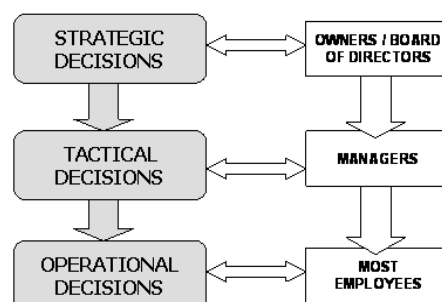 STRATEGIC
DECISIONS
OWNERS / BOARD
OF DIRECTORS
TACTICAL
DECISIONS
MANAGERS
OPERATIONAL
DECISIONS
MOST
EMPLOYEES